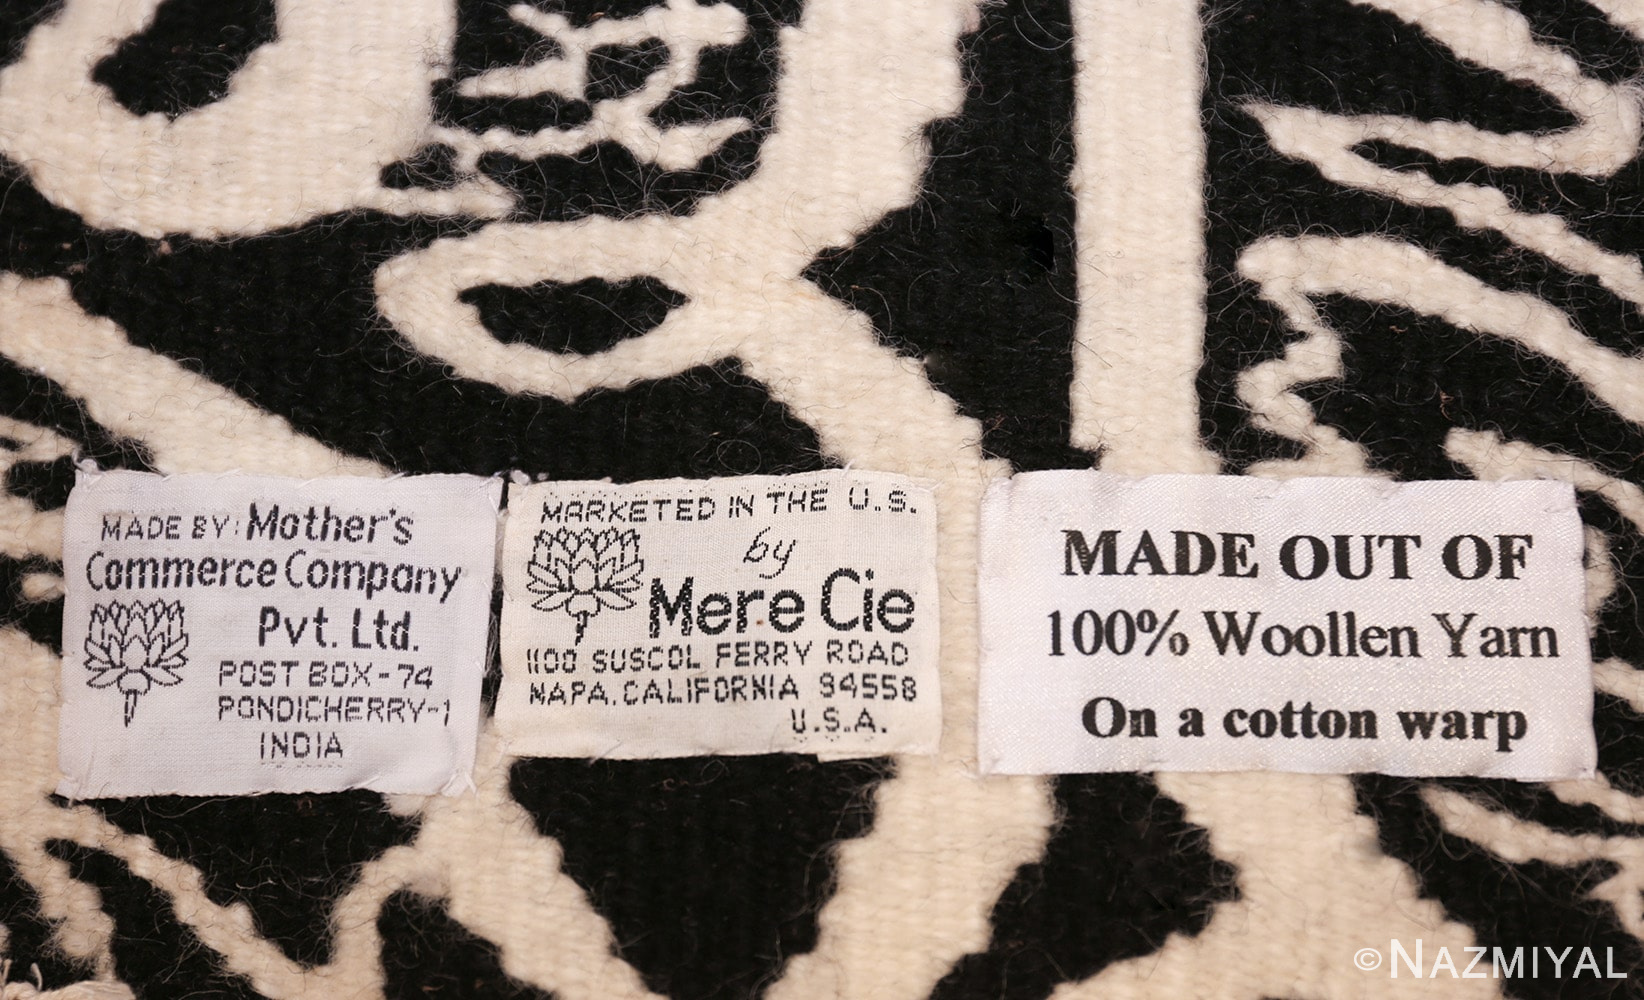 MADE BY: Mother's
Commerce Company
Pvt. Ltd.
POST BOX-74
PONDICHERRY-1
INDIA
MARKETED IN THE U.S.
by
Mere Cie
1100 SUSCOL FERRY ROAD
NAPA, CALIFORNIA 94558
U.S.A.
MADE OUT OF
100% Woollen Yarn
On a cotton warp
© NAZMIYAL